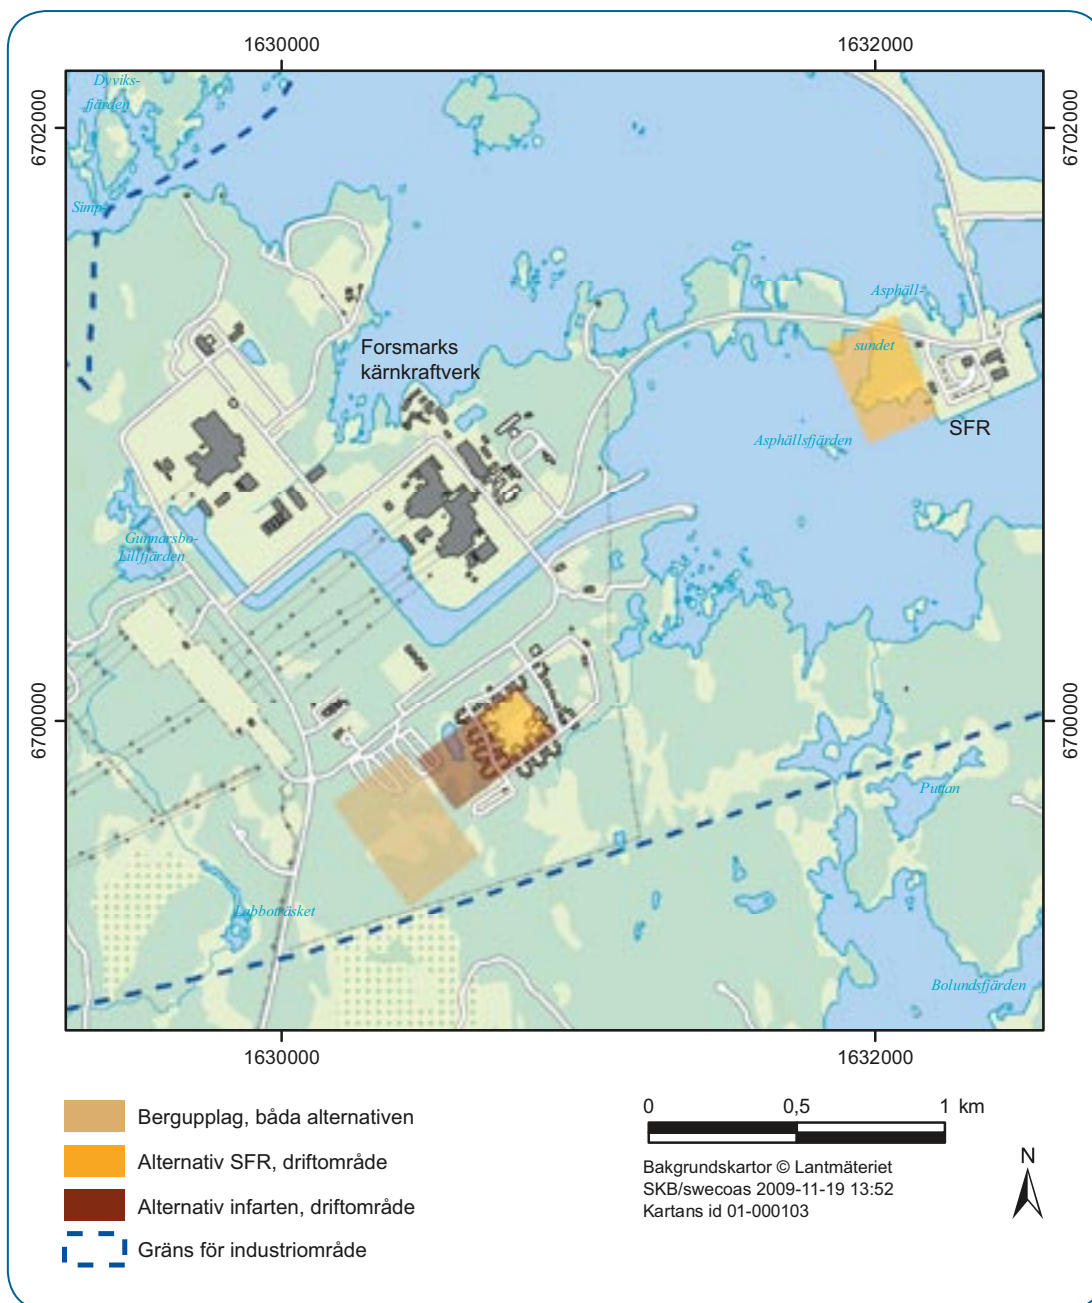 1630000
1632000
6702000
6702000
Dyviks-
fjärden
Simp-
Asphäll-
sundet
Forsmarks
kärnkraftverk
SFR
Asphällsfjärden
Gunnarsbo-
Lillfjärden
6700000
6700000
Puttan
Labboträsket
Bolundsfjärden
1630000
1632000
Bergupplag, båda alternativen
Alternativ SFR, driftområde
Alternativ infarten, driftområde
Gräns för industriområde
0 0,5 1 km
Bakgrundskartor © Lantmäteriet
SKB/swecoas 2009-11-19 13:52
Kartans id 01-000103
N